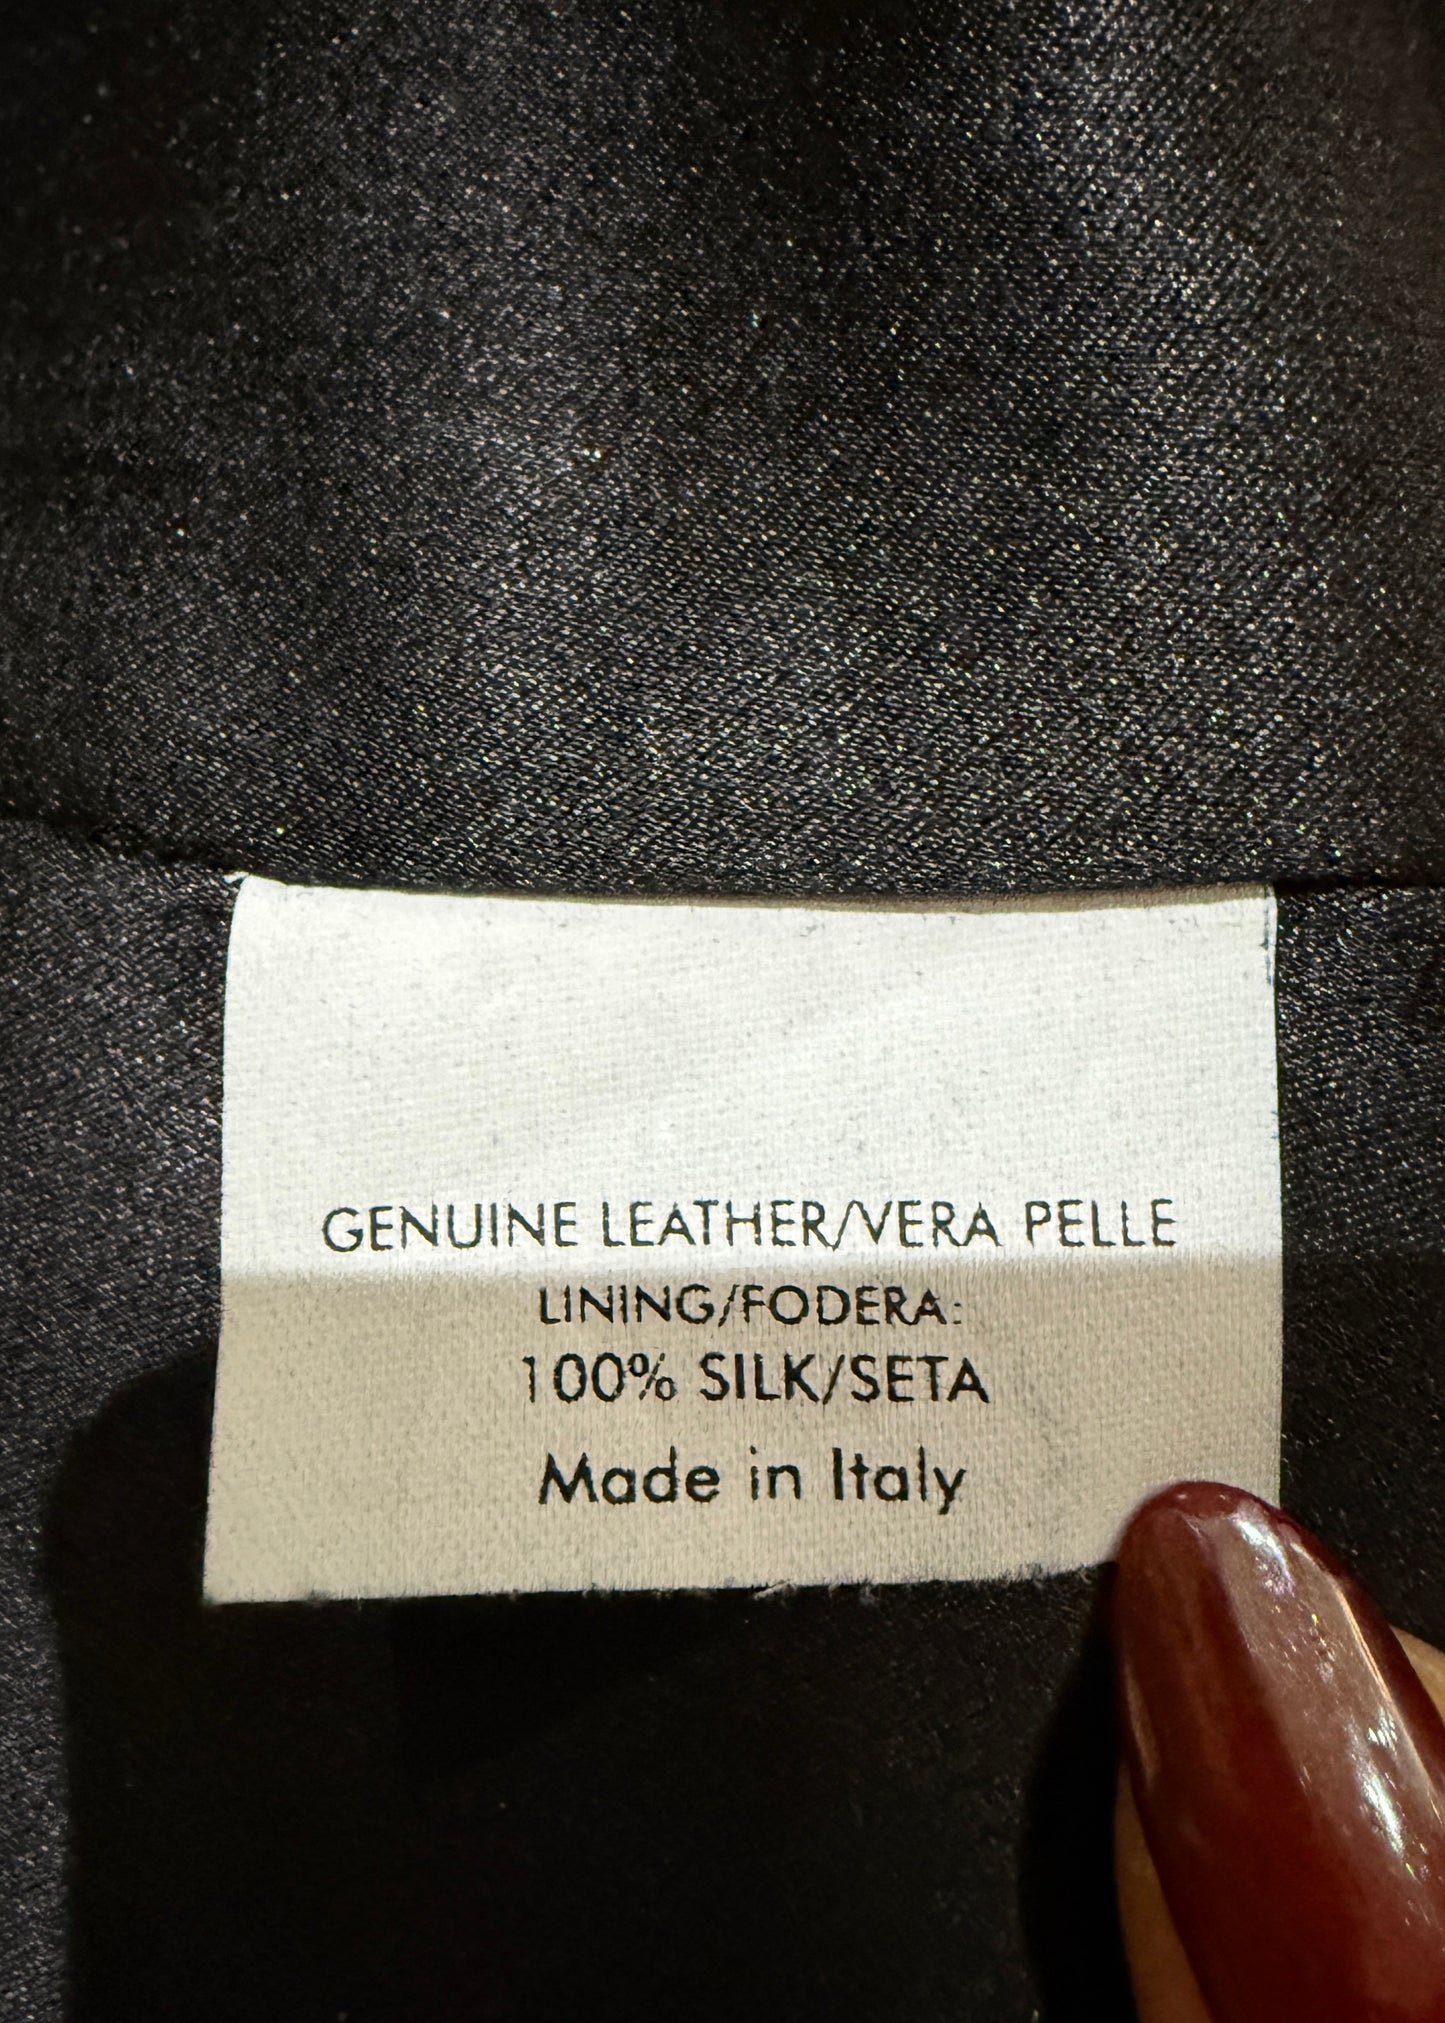 GENUINE LEATHER/VERA PELLE
LINING/FODERA:
100% SILK/SETA
Made in Italy